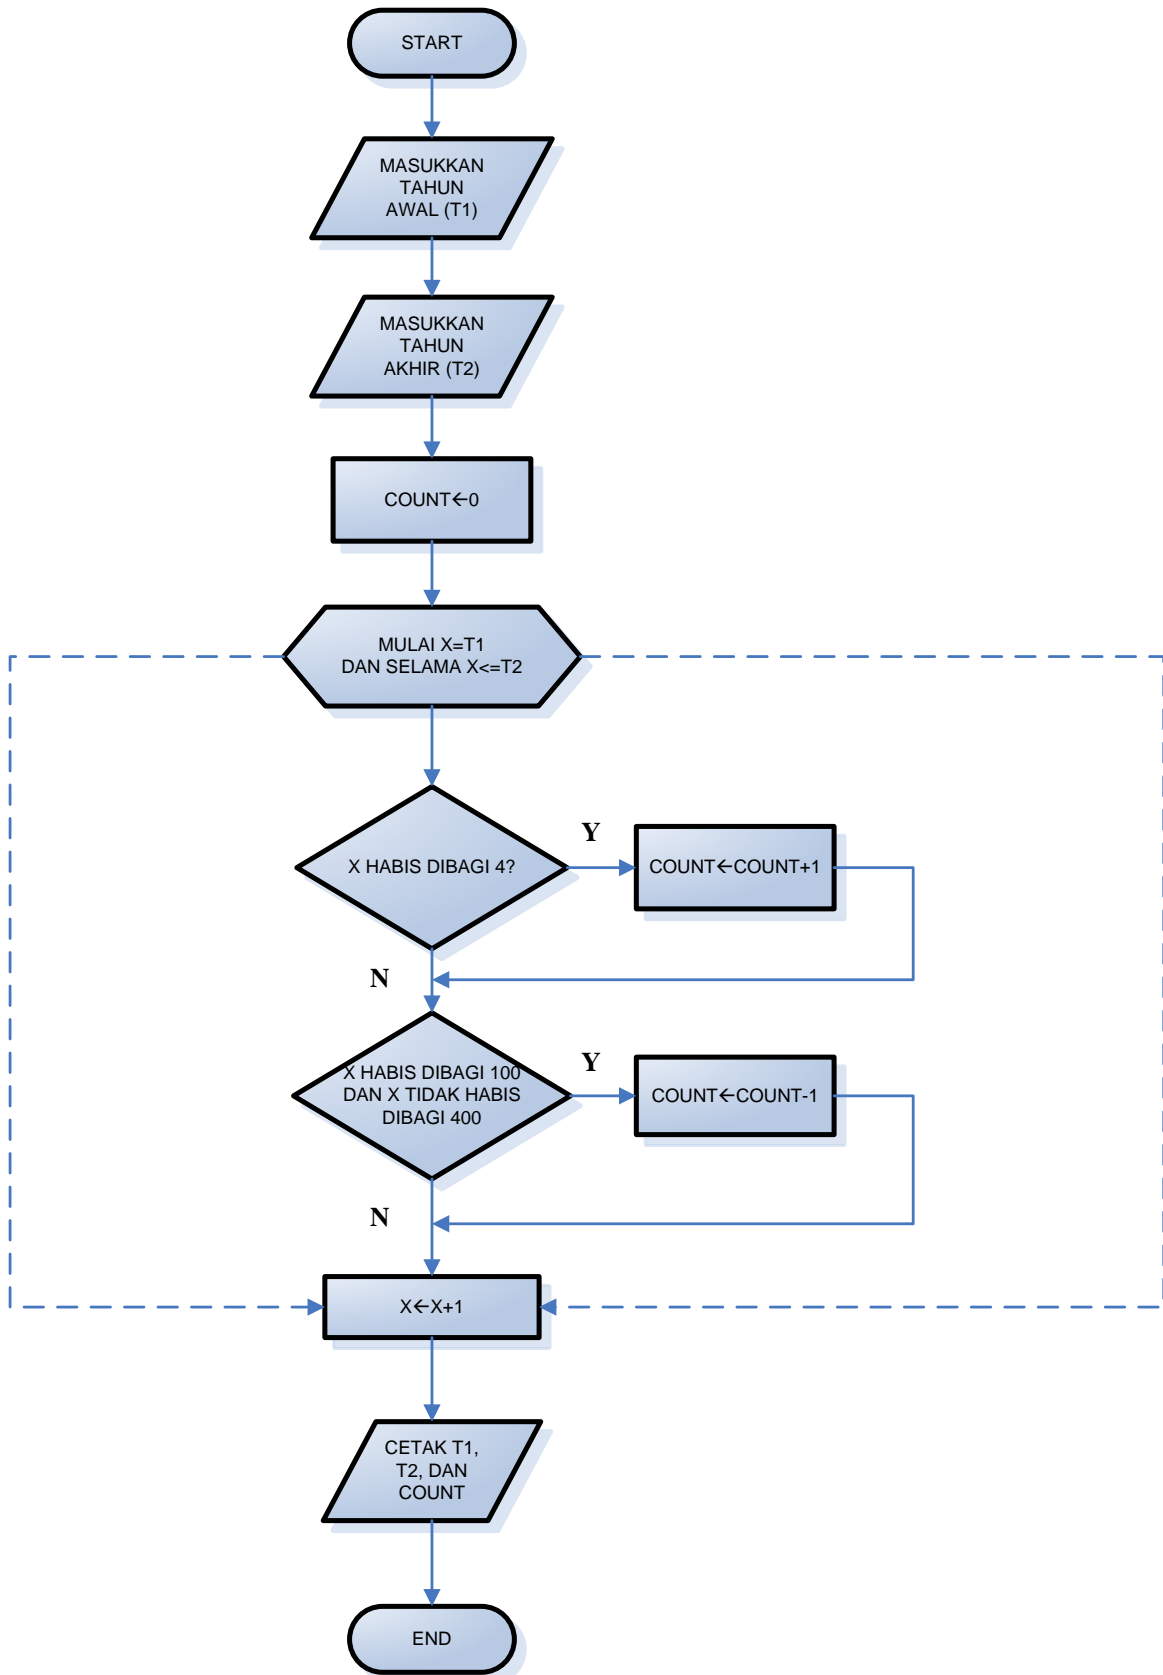 START
MASUKKAN
TAHUN
AWAL (T1)
MASUKKAN
TAHUN
AKHIR (T2)
COUNT←0
MULAI X=T1
DAN SELAMA X<=T2
X HABIS DIBAGI 4?
Y
COUNT←COUNT+1
N
X HABIS DIBAGI 100
DAN X TIDAK HABIS
DIBAGI 400
Y
COUNT←COUNT-1
N
X←X+1
CETAK T1,
T2, DAN
COUNT
END